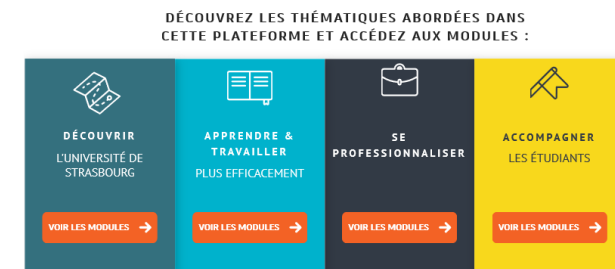 DÉCOUVREZ LES THÉMATIQUES ABORDÉES DANS
CETTE PLATEFORME ET ACCÉDEZ AUX MODULES :
DÉCOUVRIR
L'UNIVERSITÉ DE
STRASBOURG
VOIR LES MODULES
APPRENDRE &
TRAVAILLER
PLUS EFFICACEMENT
VOIR LES MODULES
SE
PROFESSIONNALISER
VOIR LES MODULES
ACCOMPAGNER
LES ÉTUDIANTS
VOIR LES MODULES